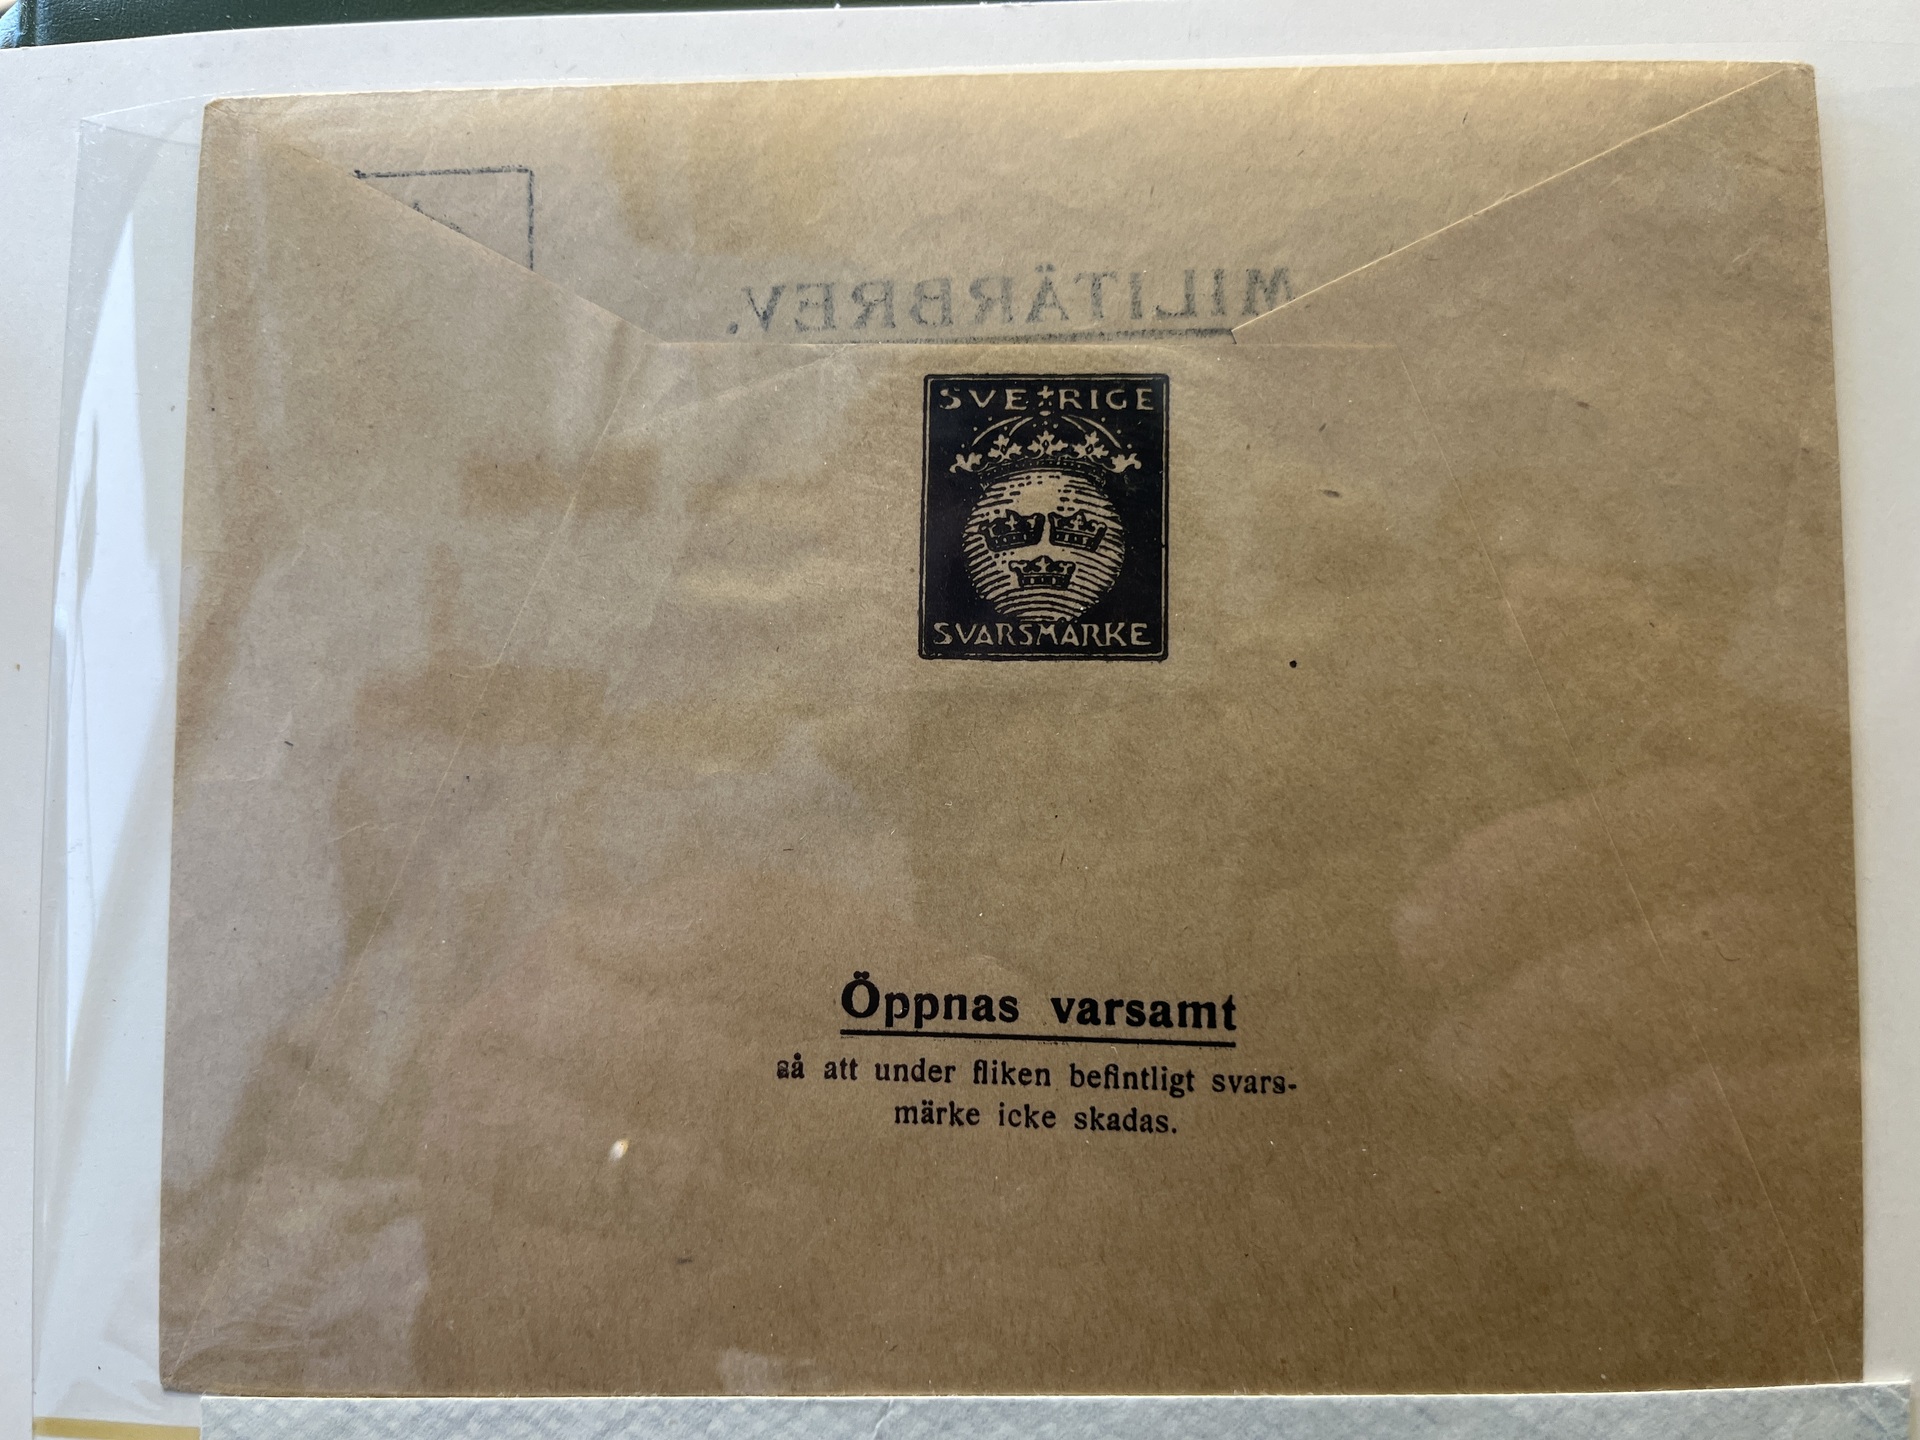 MILITÄRBREV.
SVERIGE
SVARSMÄRKE
Öppnas varsamt
så att under fliken befintligt svars-
märke icke skadas.